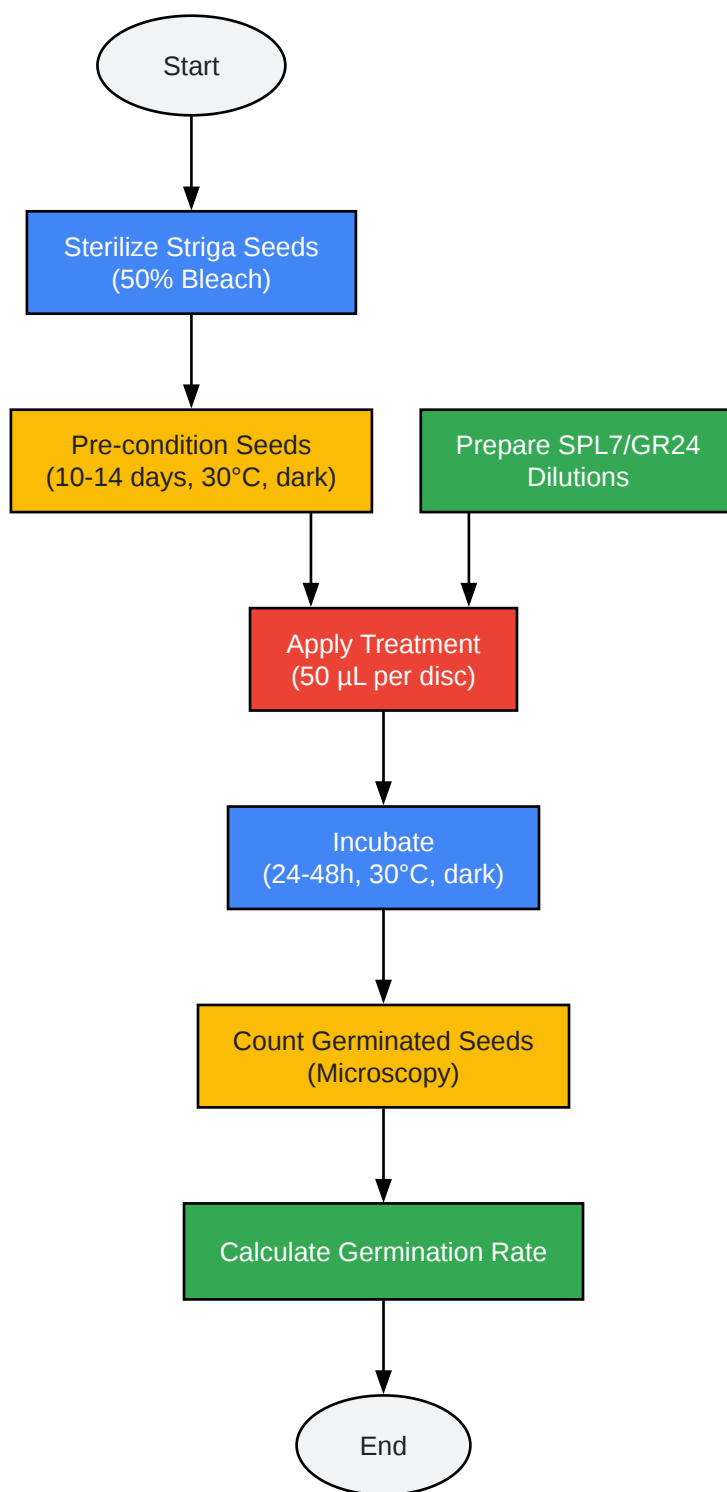 Start
Sterilize Striga Seeds
(50% Bleach)
Pre-condition Seeds
(10-14 days, 30°C, dark)
Prepare SPL7/GR24
Dilutions
Apply Treatment
(50 µL per disc)
Incubate
(24-48h, 30°C, dark)
Count Germinated Seeds
(Microscopy)
Calculate Germination Rate
End